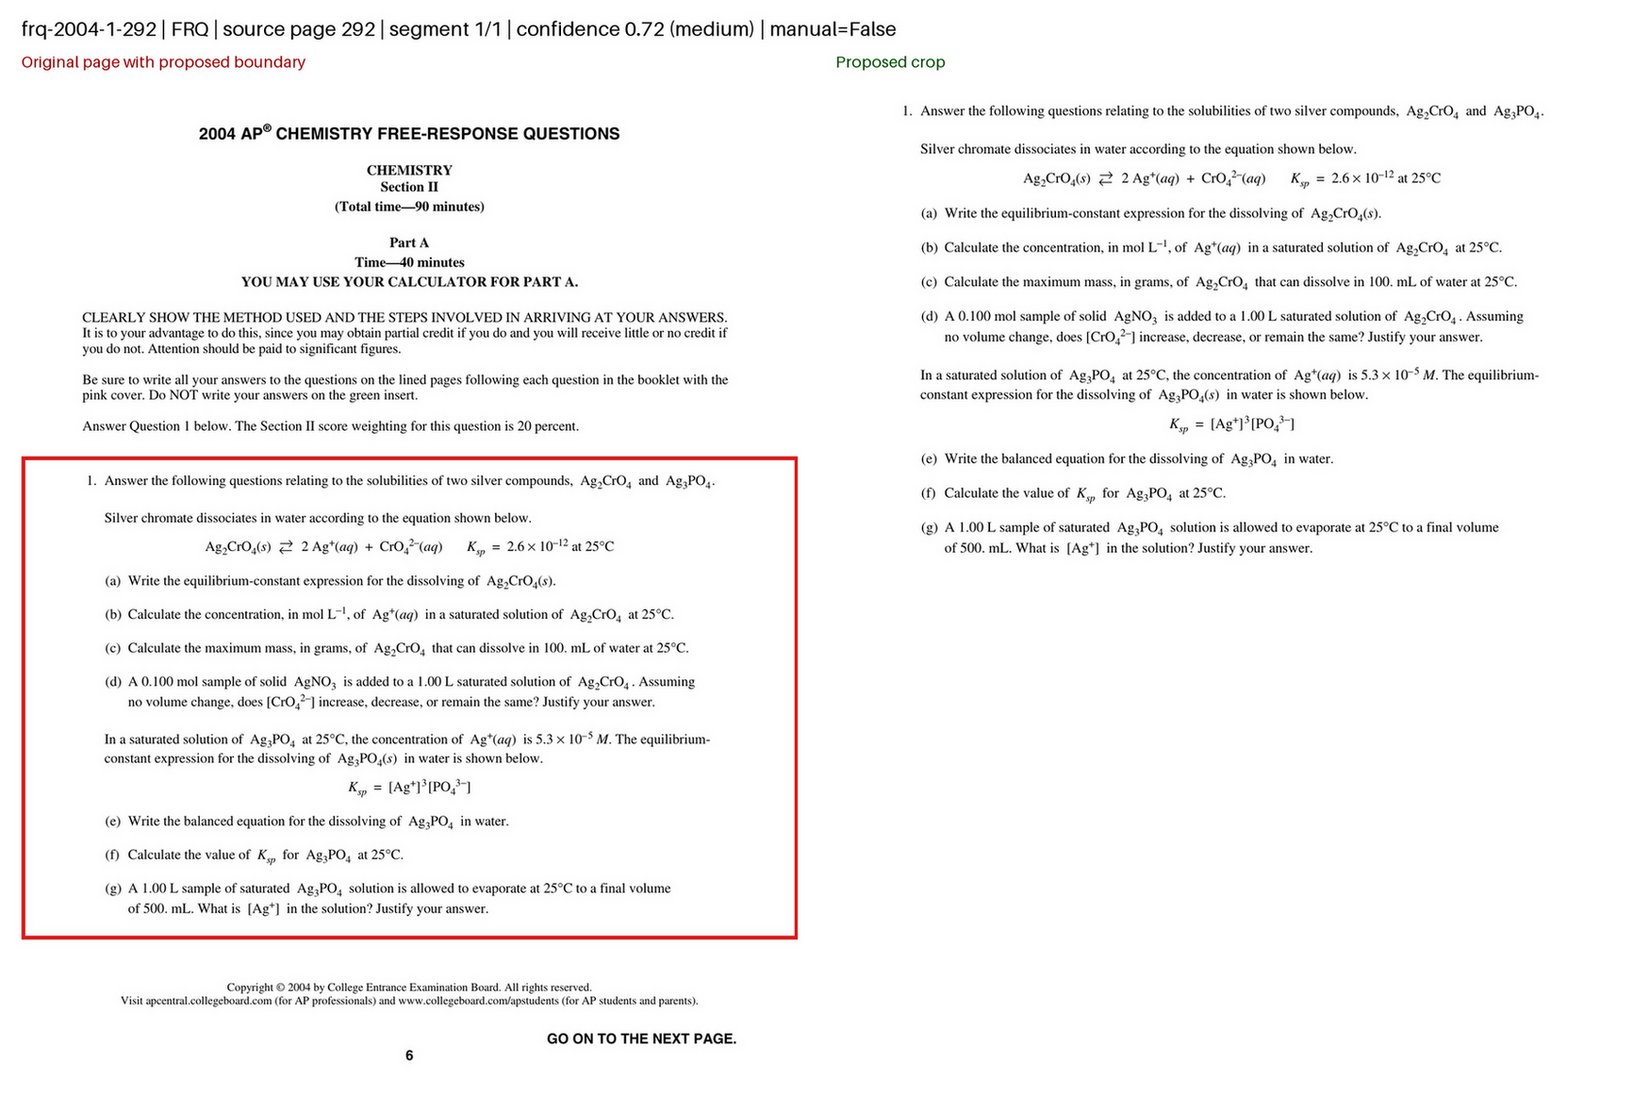 frq-2004-1-292 | FRQ | source page 292 | segment 1/1 | confidence 0.72 (medium) | manual=False
Original page with proposed boundary
2004 AP® CHEMISTRY FREE-RESPONSE QUESTIONS
CHEMISTRY
Section II
(Total time—90 minutes)
Part A
Time—40 minutes
YOU MAY USE YOUR CALCULATOR FOR PART A.
CLEARLY SHOW THE METHOD USED AND THE STEPS INVOLVED IN ARRIVING AT YOUR ANSWERS.
It is to your advantage to do this, since you may obtain partial credit if you do and you will receive little or no credit if
you do not. Attention should be paid to significant figures.
Be sure to write all your answers to the questions on the lined pages following each question in the booklet with the
pink cover. Do NOT write your answers on the green insert.
Answer Question 1 below. The Section II score weighting for this question is 20 percent.
1. Answer the following questions relating to the solubilities of two silver compounds, Ag₂CrO₄ and Ag₃PO₄.
Silver chromate dissociates in water according to the equation shown below.
Ag₂CrO₄(s) ⇄ 2 Ag⁺(aq) + CrO₄²⁻(aq) Kₛₚ = 2.6 × 10⁻¹² at 25°C
(a) Write the equilibrium-constant expression for the dissolving of Ag₂CrO₄(s).
(b) Calculate the concentration, in mol L⁻¹, of Ag⁺(aq) in a saturated solution of Ag₂CrO₄ at 25°C.
(c) Calculate the maximum mass, in grams, of Ag₂CrO₄ that can dissolve in 100. mL of water at 25°C.
(d) A 0.100 mol sample of solid AgNO₃ is added to a 1.00 L saturated solution of Ag₂CrO₄. Assuming
no volume change, does [CrO₄²⁻] increase, decrease, or remain the same? Justify your answer.
In a saturated solution of Ag₃PO₄ at 25°C, the concentration of Ag⁺(aq) is 5.3 × 10⁻⁵ M. The equilibrium-
constant expression for the dissolving of Ag₃PO₄(s) in water is shown below.
Kₛₚ = [Ag⁺]³[PO₄³⁻]
(e) Write the balanced equation for the dissolving of Ag₃PO₄ in water.
(f) Calculate the value of Kₛₚ for Ag₃PO₄ at 25°C.
(g) A 1.00 L sample of saturated Ag₃PO₄ solution is allowed to evaporate at 25°C to a final volume
of 500. mL. What is [Ag⁺] in the solution? Justify your answer.
Copyright © 2004 by College Entrance Examination Board. All rights reserved.
Visit apcentral.collegeboard.com (for AP professionals) and www.collegeboard.com/apstudents (for AP students and parents).
GO ON TO THE NEXT PAGE.
6
Proposed crop
1. Answer the following questions relating to the solubilities of two silver compounds, Ag₂CrO₄ and Ag₃PO₄.
Silver chromate dissociates in water according to the equation shown below.
Ag₂CrO₄(s) ⇄ 2 Ag⁺(aq) + CrO₄²⁻(aq) Kₛₚ = 2.6 × 10⁻¹² at 25°C
(a) Write the equilibrium-constant expression for the dissolving of Ag₂CrO₄(s).
(b) Calculate the concentration, in mol L⁻¹, of Ag⁺(aq) in a saturated solution of Ag₂CrO₄ at 25°C.
(c) Calculate the maximum mass, in grams, of Ag₂CrO₄ that can dissolve in 100. mL of water at 25°C.
(d) A 0.100 mol sample of solid AgNO₃ is added to a 1.00 L saturated solution of Ag₂CrO₄. Assuming
no volume change, does [CrO₄²⁻] increase, decrease, or remain the same? Justify your answer.
In a saturated solution of Ag₃PO₄ at 25°C, the concentration of Ag⁺(aq) is 5.3 × 10⁻⁵ M. The equilibrium-
constant expression for the dissolving of Ag₃PO₄(s) in water is shown below.
Kₛₚ = [Ag⁺]³[PO₄³⁻]
(e) Write the balanced equation for the dissolving of Ag₃PO₄ in water.
(f) Calculate the value of Kₛₚ for Ag₃PO₄ at 25°C.
(g) A 1.00 L sample of saturated Ag₃PO₄ solution is allowed to evaporate at 25°C to a final volume
of 500. mL. What is [Ag⁺] in the solution? Justify your answer.